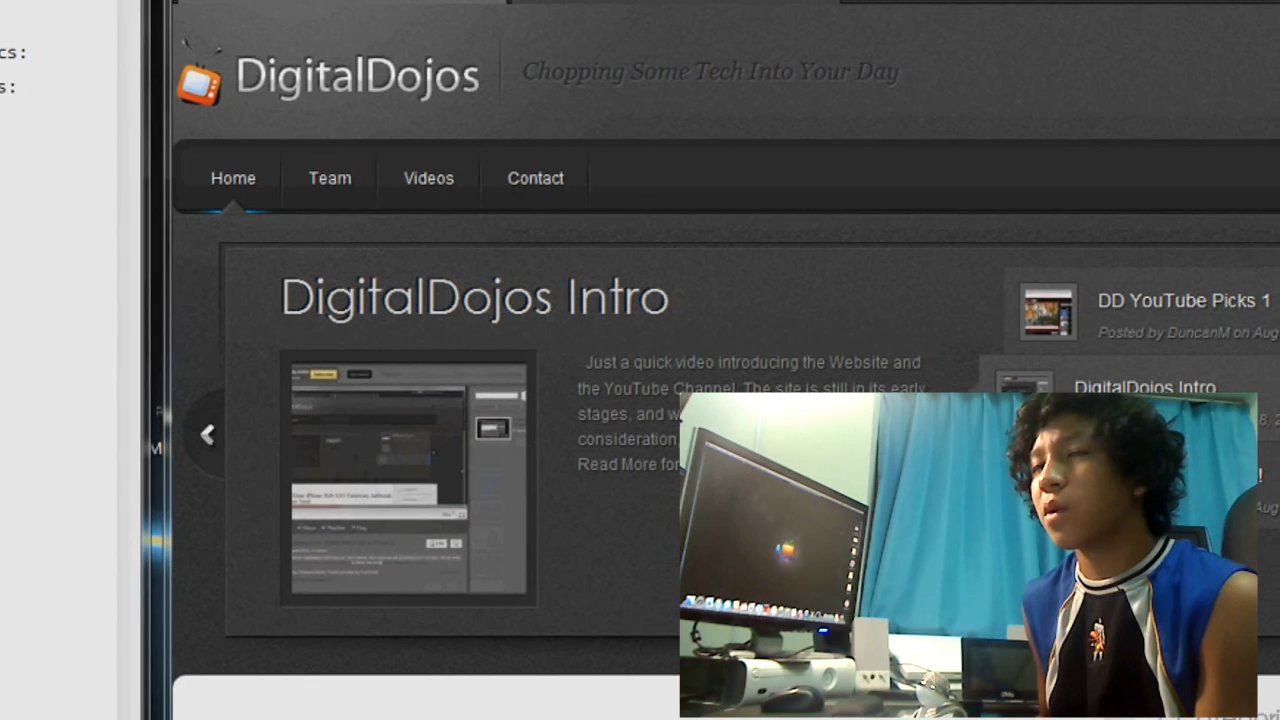 cs:
s:
DigitalDojos
Chopping Some Tech Into Your Day
Home
Team
Videos
Contact
DigitalDojos Intro
Just a quick video introducing the Website and
the YouTube Channel. The site is still in its early
stages, and w
consideration,
Read More for
DD YouTube Picks 1
Posted by DuncanM on Aug
DigitalDojos Intro
8,
!
Aug
M